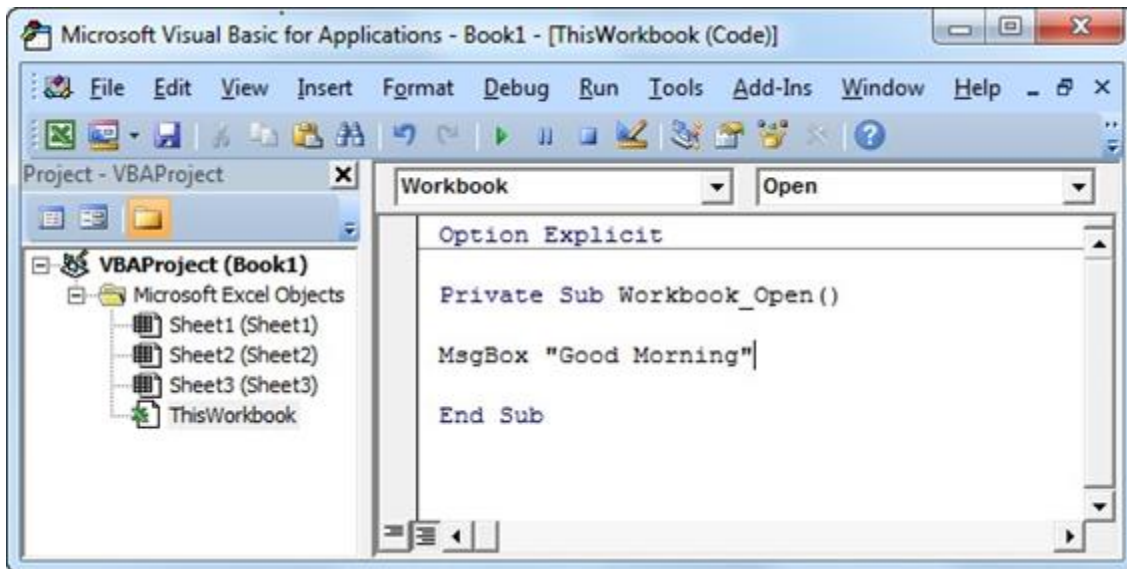 Microsoft Visual Basic for Applications - Book1 - [ThisWorkbook (Code)]
File Edit View Insert Format Debug Run Tools Add-Ins Window Help
Project - VBAProject
Workbook
Open
VBAProject (Book1)
Microsoft Excel Objects
Sheet1 (Sheet1)
Sheet2 (Sheet2)
Sheet3 (Sheet3)
ThisWorkbook
Option Explicit
Private Sub Workbook_Open()
MsgBox "Good Morning"
End Sub